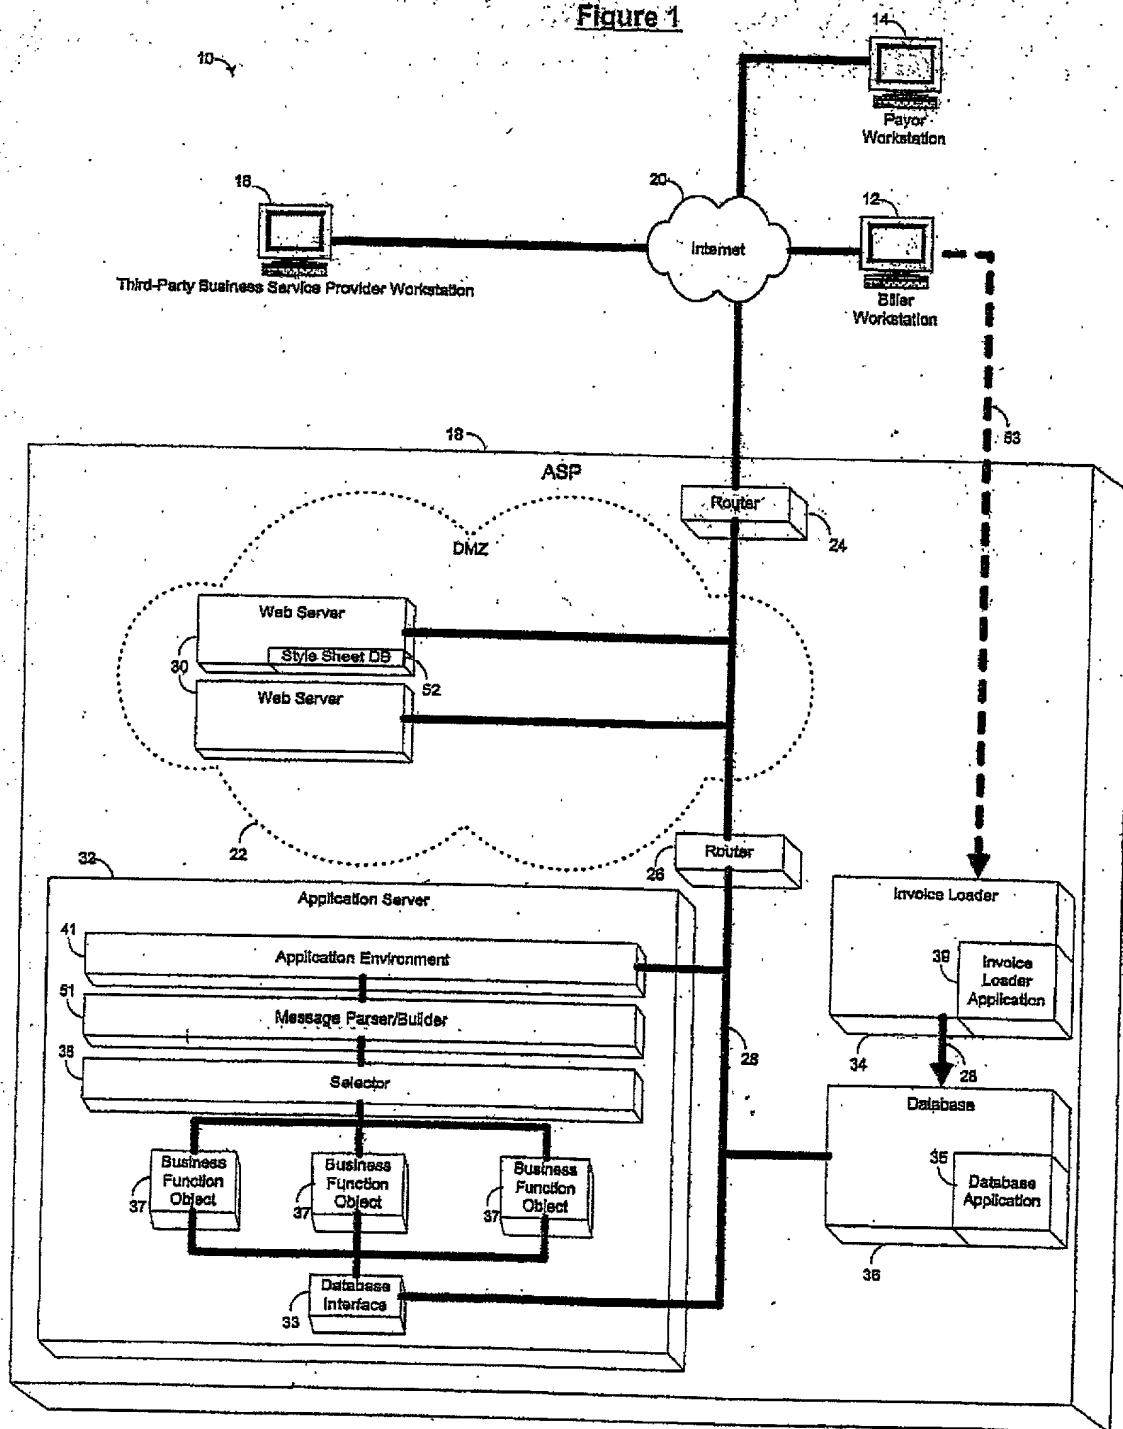 Figure 1
10
14
Payor
Workstation
16
Third-Party Business Service Provider Workstation
20
Internet
12
Biller
Workstation
53
18
ASP
Router
24
DMZ
Web Server
Style Sheet DB
52
30
Web Server
22
Router
26
32
Application Server
41
Application Environment
51
Message Parser/Builder
38
Selector
Business
Function
Object
37
Business
Function
Object
37
Business
Function
Object
37
Database
Interface
33
28
Invoice Loader
39
Invoice
Loader
Application
34
28
Database
35
Database
Application
36